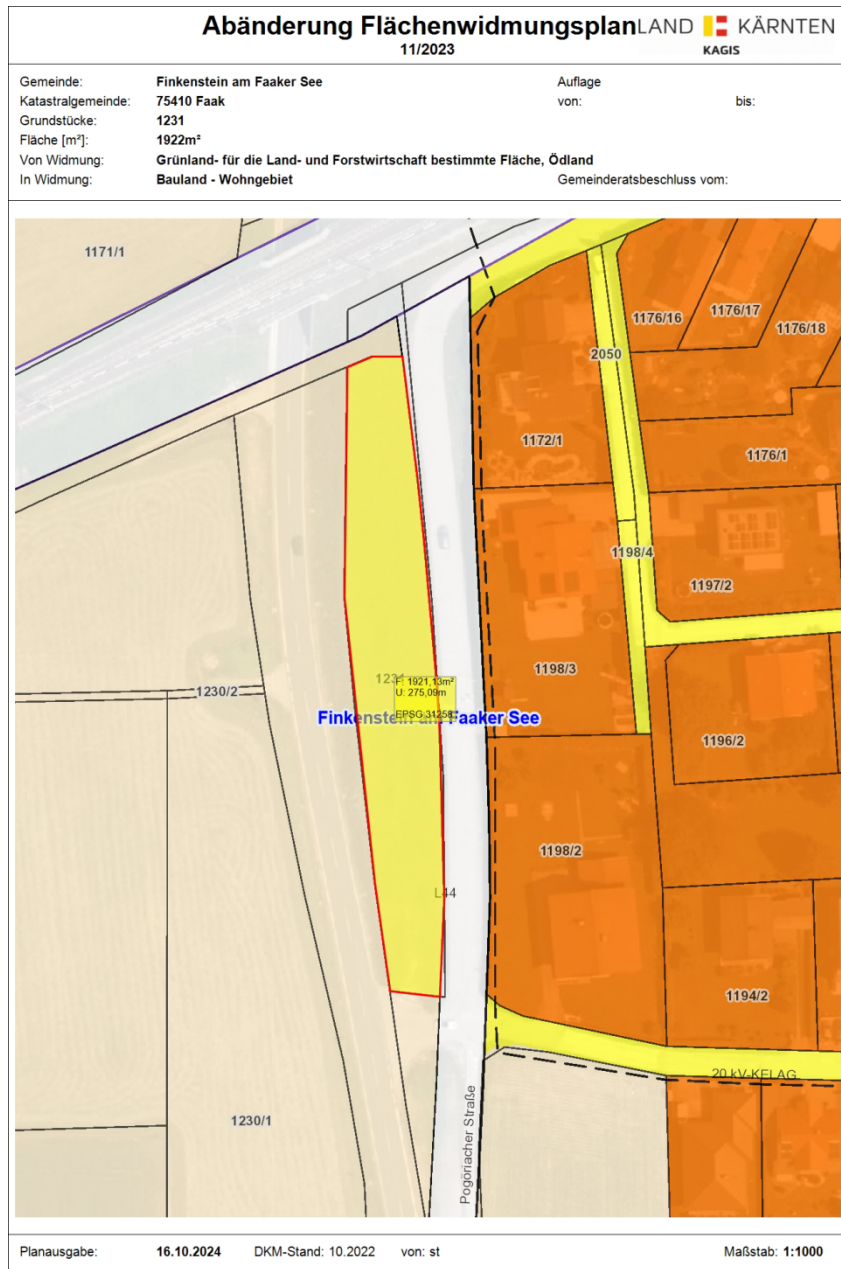 Abänderung Flächenwidmungsplan
11/2023
LAND KÄRNTEN
KAGIS
Gemeinde: Finkenstein am Faaker See Auflage
Katastralgemeinde: 75410 Faak von: bis:
Grundstücke: 1231
Fläche [m²]: 1922m²
Von Widmung: Grünland- für die Land- und Forstwirtschaft bestimmte Fläche, Ödland
In Widmung: Bauland - Wohngebiet Gemeinderatsbeschluss vom:
1171/1
1176/16
1176/17
1176/18
2050
1172/1
1176/1
1198/4
1197/2
1198/3
1230/2
1231
F: 1921,13m²
U: 275,09m
EPSG:31258
Finkenstein am Faaker See
1196/2
1198/2
L44
1194/2
20 kV-KELAG
1230/1
Pogöriacher Straße
Planausgabe: 16.10.2024 DKM-Stand: 10.2022 von: st Maßstab: 1:1000